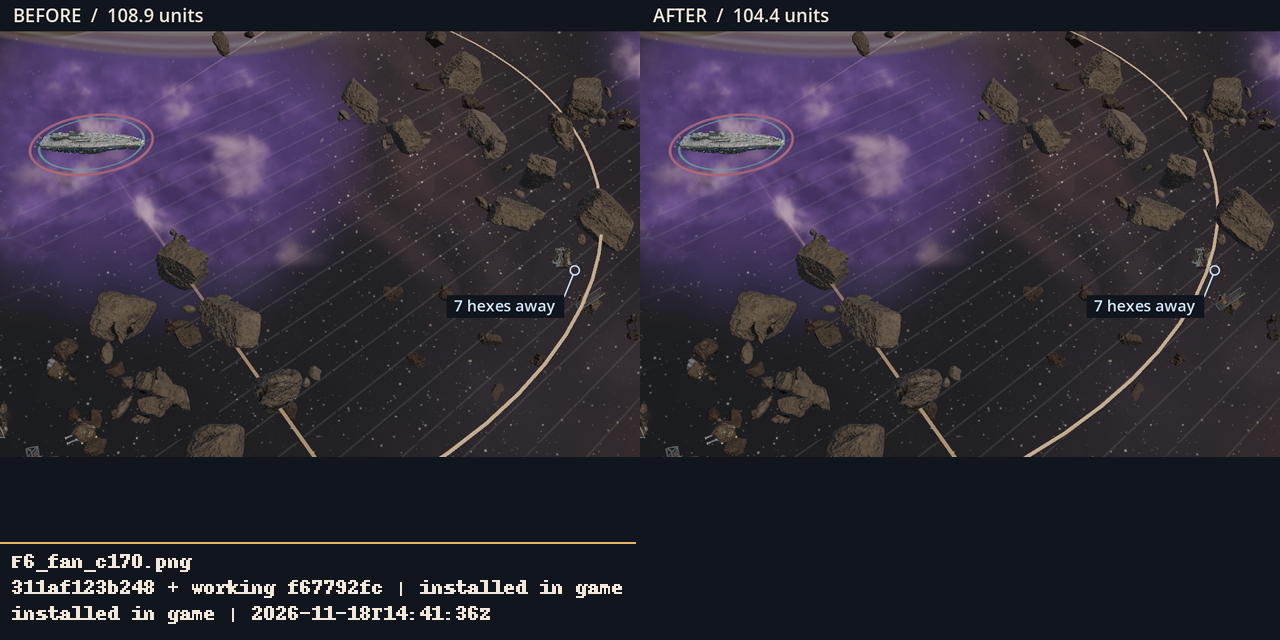 BEFORE / 108.9 units
AFTER / 104.4 units
7 hexes away
7 hexes away
F6_fan_c170.png
311af123b248 + working f67792fc | installed in game
installed in game | 2026-11-18T14:41:36Z